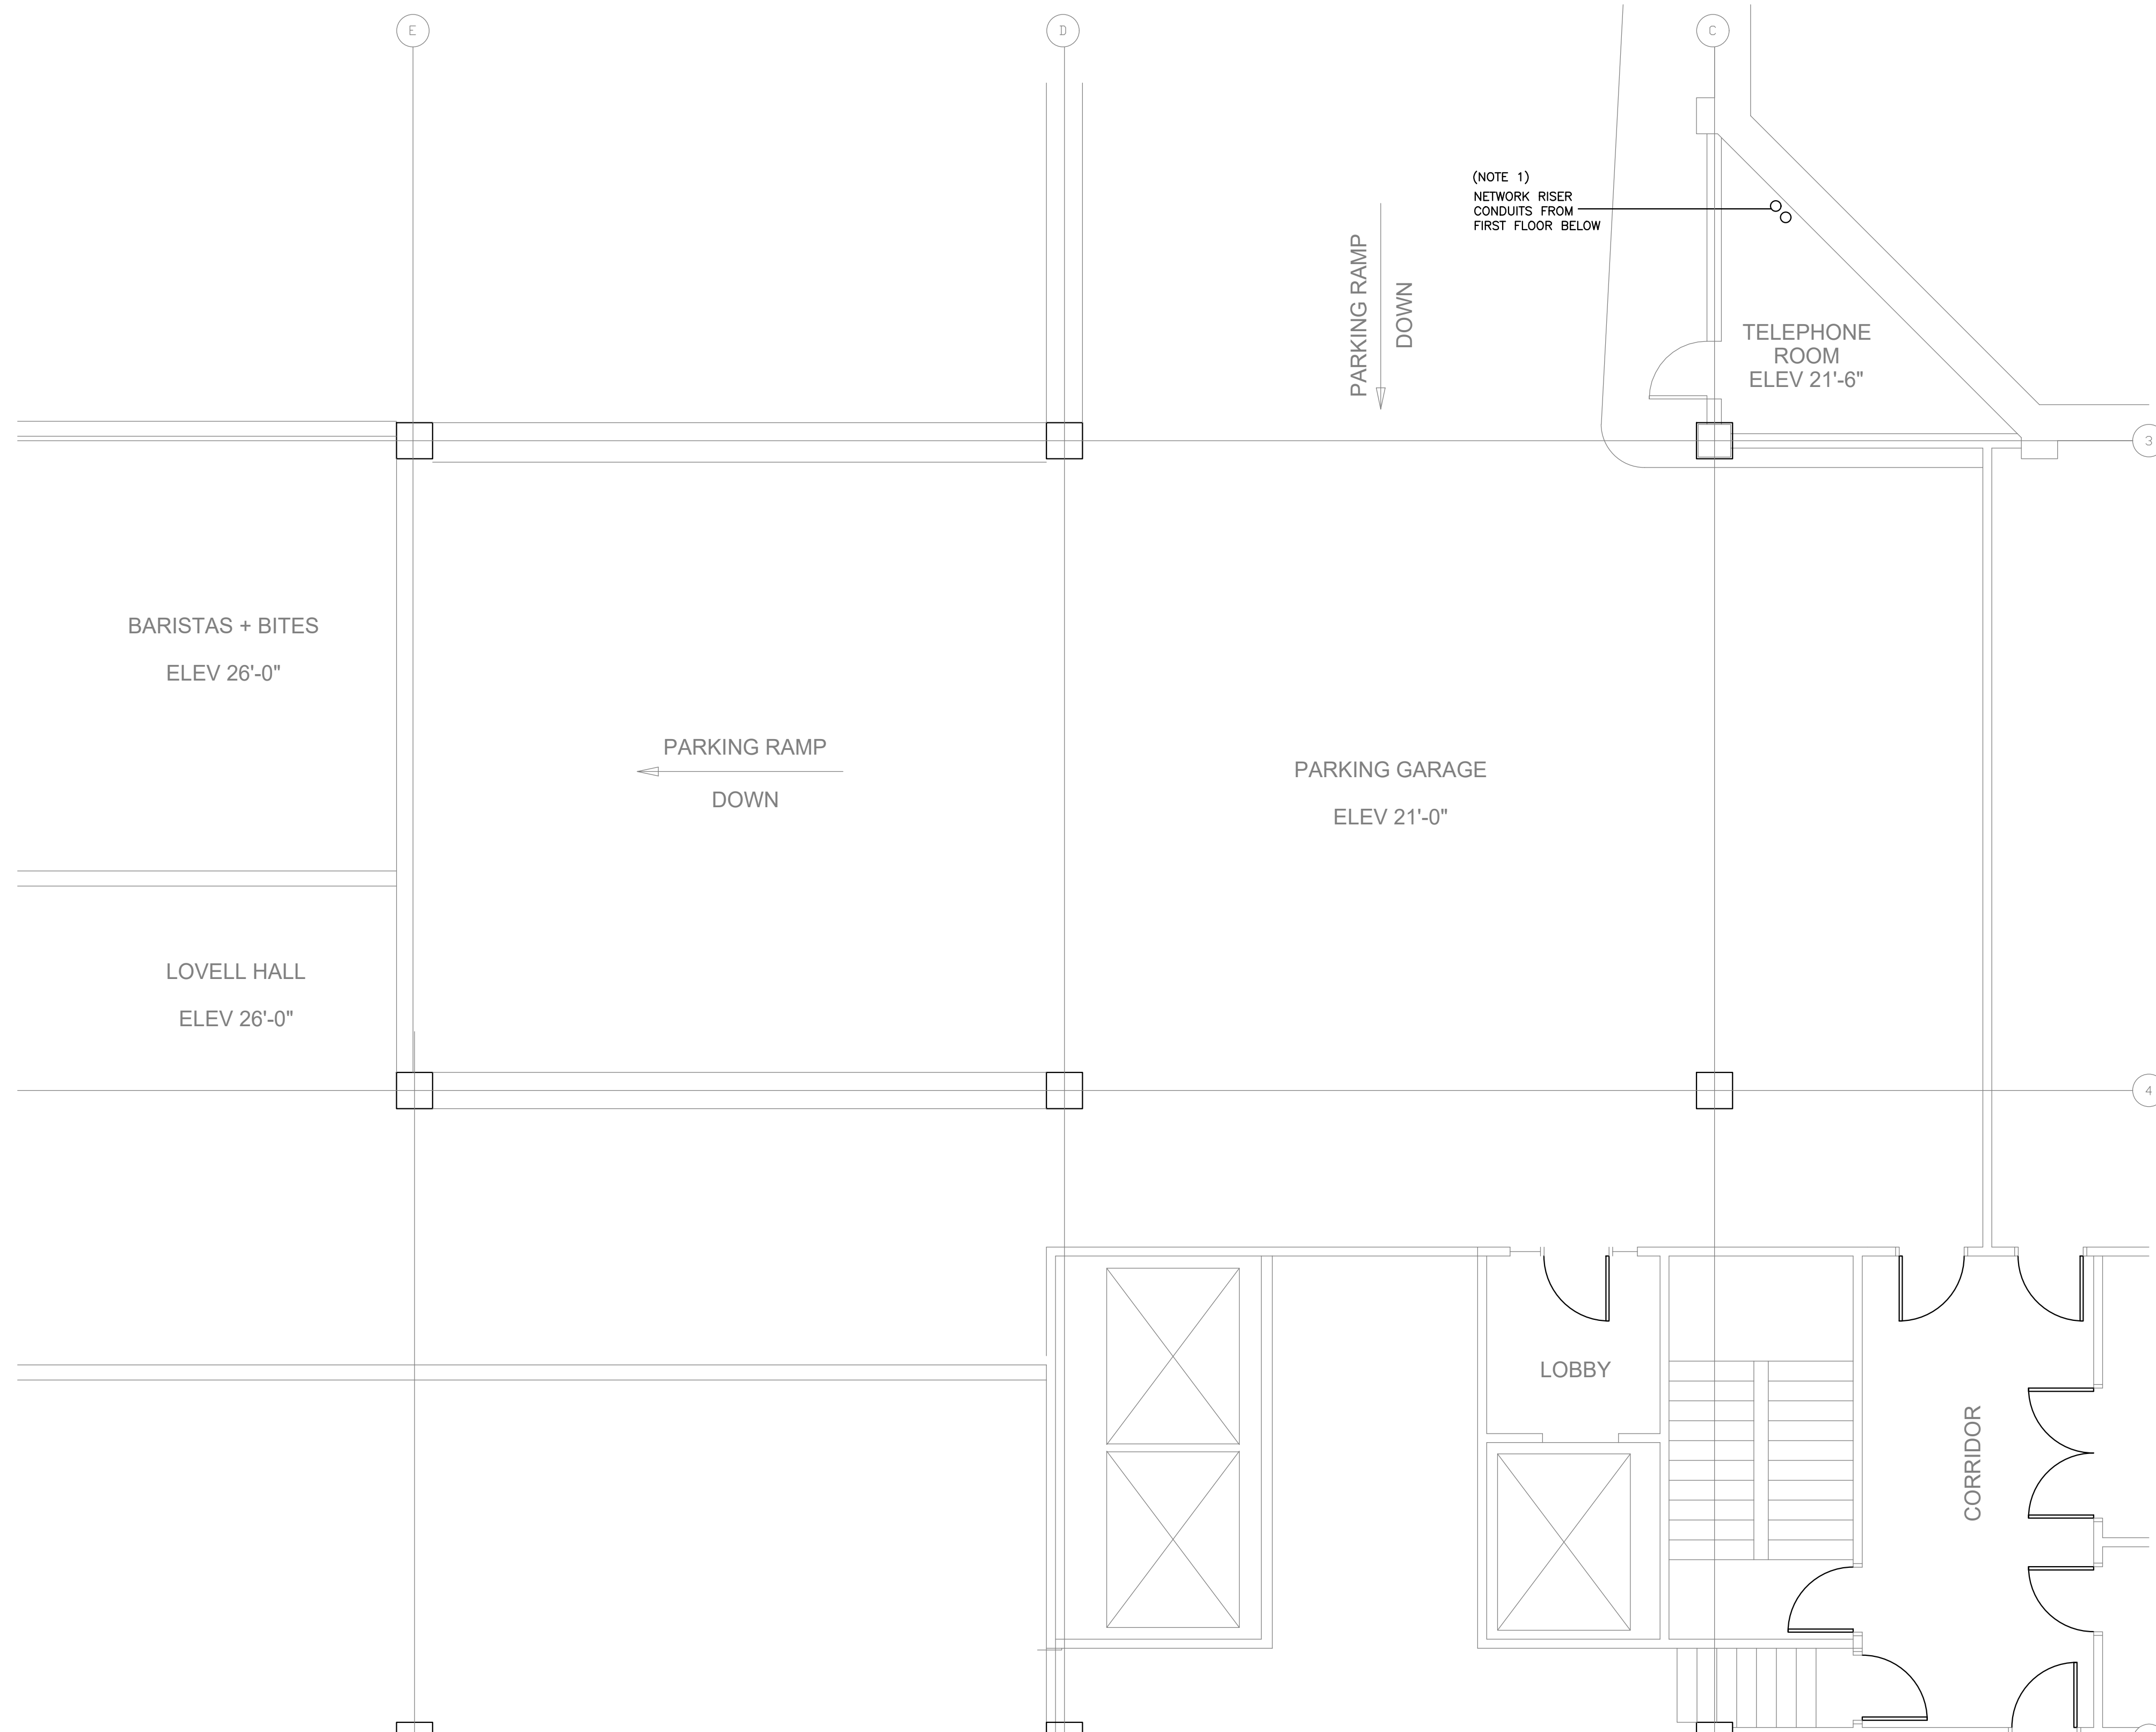 E
D
C
(NOTE 1)
NETWORK RISER
CONDUITS FROM
FIRST FLOOR BELOW
PARKING RAMP
DOWN
TELEPHONE
ROOM
ELEV 21'-6"
3
BARISTAS + BITES
ELEV 26'-0"
PARKING RAMP
DOWN
PARKING GARAGE
ELEV 21'-0"
LOVELL HALL
ELEV 26'-0"
4
LOBBY
CORRIDOR